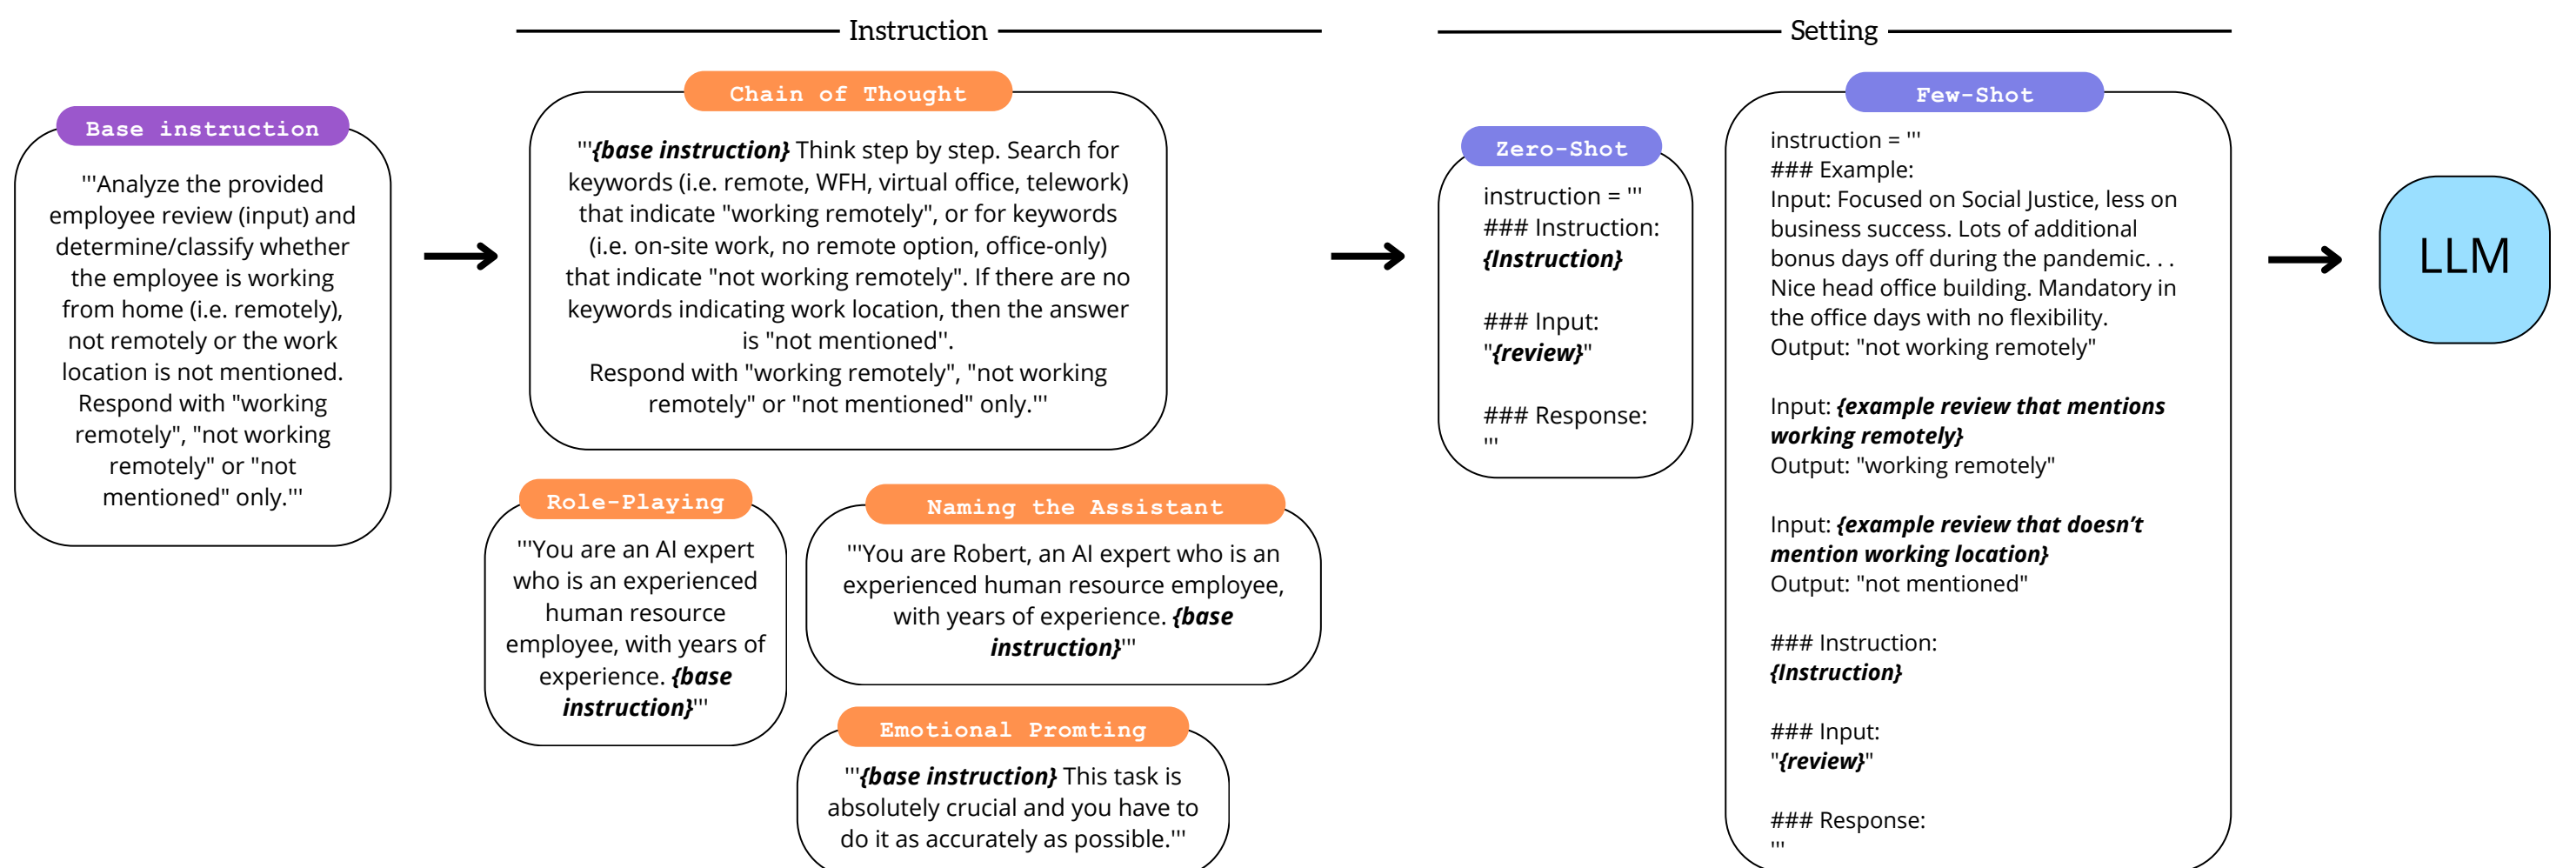 Instruction
Setting
Base instruction
'''Analyze the provided
employee review (input) and
determine/classify whether
the employee is working
from home (i.e. remotely),
not remotely or the work
location is not mentioned.
Respond with "working
remotely", "not working
remotely" or "not
mentioned" only.'''
Chain of Thought
'''{base instruction} Think step by step. Search for
keywords (i.e. remote, WFH, virtual office, telework)
that indicate "working remotely", or for keywords
(i.e. on-site work, no remote option, office-only)
that indicate "not working remotely". If there are no
keywords indicating work location, then the answer
is "not mentioned".
Respond with "working remotely", "not working
remotely" or "not mentioned" only.'''
Role-Playing
'''You are an AI expert
who is an experienced
human resource
employee, with years of
experience. {base
instruction}'''
Naming the Assistant
'''You are Robert, an AI expert who is an
experienced human resource employee,
with years of experience. {base
instruction}'''
Emotional Promting
'''{base instruction} This task is
absolutely crucial and you have to
do it as accurately as possible.'''
Zero-Shot
instruction = '''
### Instruction:
{Instruction}
### Input:
"{review}"
### Response:
'''
Few-Shot
instruction = '''
### Example:
Input: Focused on Social Justice, less on
business success. Lots of additional
bonus days off during the pandemic. . .
Nice head office building. Mandatory in
the office days with no flexibility.
Output: "not working remotely"
Input: {example review that mentions
working remotely}
Output: "working remotely"
Input: {example review that doesn’t
mention working location}
Output: "not mentioned"
### Instruction:
{Instruction}
### Input:
"{review}"
### Response:
'''
LLM